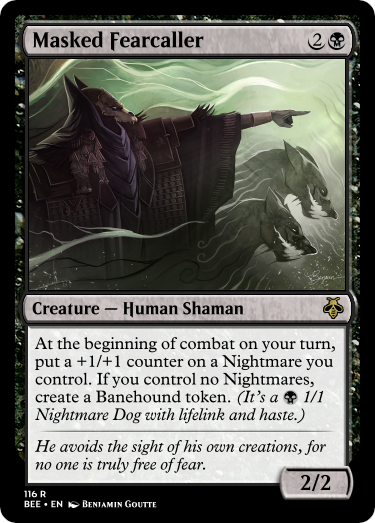 Masked Fearcaller 2
Creature — Human Shaman
At the beginning of combat on your turn,
put a +1/+1 counter on a Nightmare you
control. If you control no Nightmares,
create a Banehound token. (It's a 1/1
Nightmare Dog with lifelink and haste.)
He avoids the sight of his own creations, for
no one is truly free of fear.
2/2
116 R
BEE • EN Benjamin Goutte